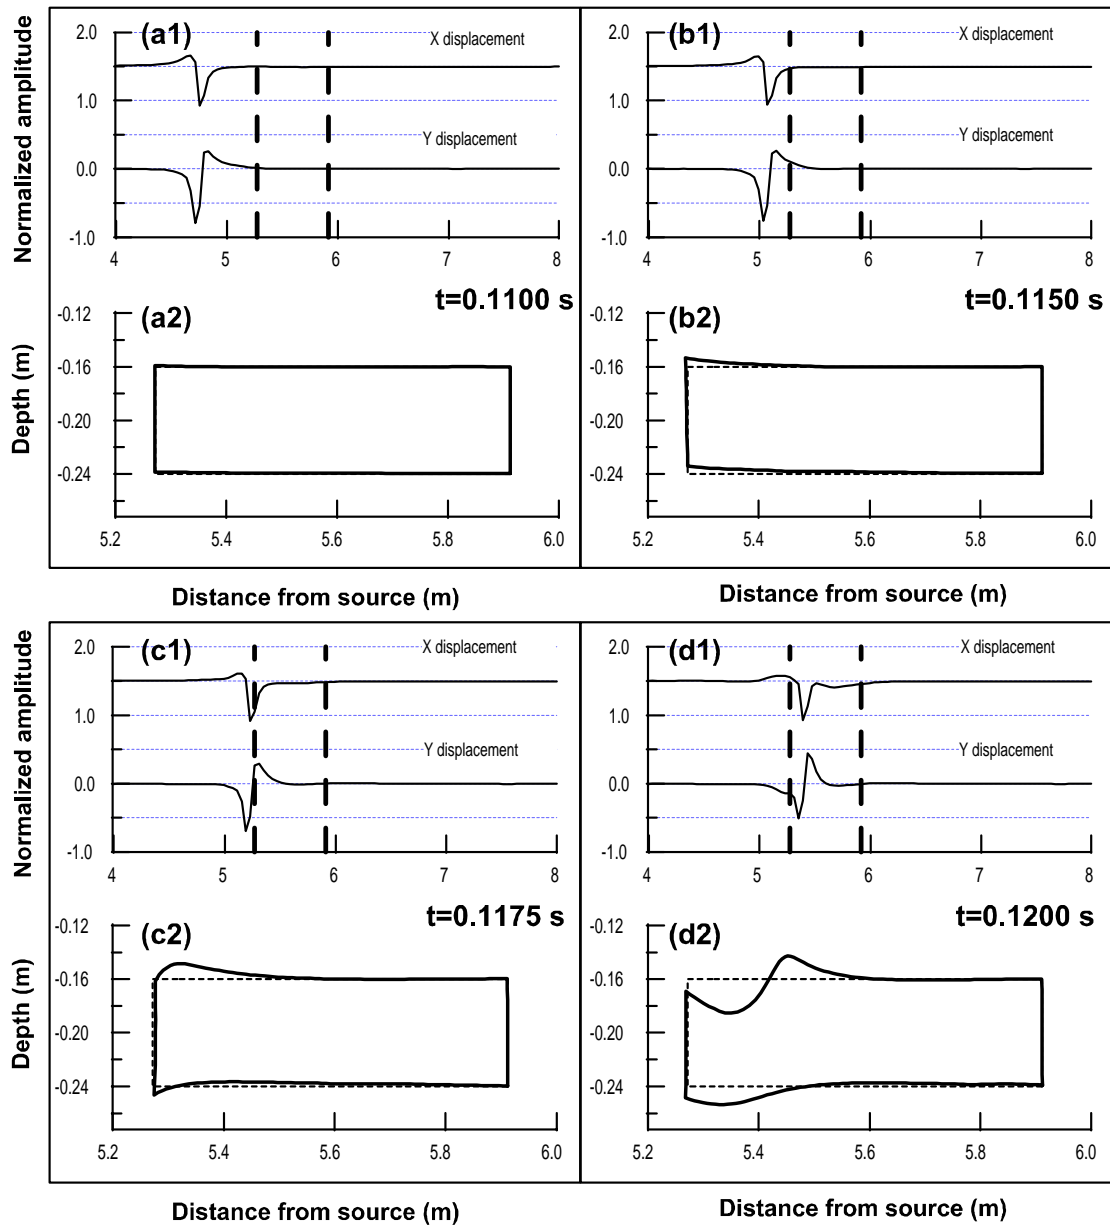 (a1)
2.0
X displacement
1.0
Y displacement
0.0
-1.0
4
5
6
7
8
Normalized amplitude
t=0.1100 s
(a2)
-0.12
-0.16
-0.20
-0.24
5.2
5.4
5.6
5.8
6.0
Depth (m)
Distance from source (m)
(b1)
2.0
X displacement
1.0
Y displacement
0.0
-1.0
4
5
6
7
8
t=0.1150 s
(b2)
-0.12
-0.16
-0.20
-0.24
5.2
5.4
5.6
5.8
6.0
Distance from source (m)
(c1)
2.0
X displacement
1.0
Y displacement
0.0
-1.0
4
5
6
7
8
Normalized amplitude
t=0.1175 s
(c2)
-0.12
-0.16
-0.20
-0.24
5.2
5.4
5.6
5.8
6.0
Depth (m)
Distance from source (m)
(d1)
2.0
X displacement
1.0
Y displacement
0.0
-1.0
4
5
6
7
8
t=0.1200 s
(d2)
-0.12
-0.16
-0.20
-0.24
5.2
5.4
5.6
5.8
6.0
Distance from source (m)